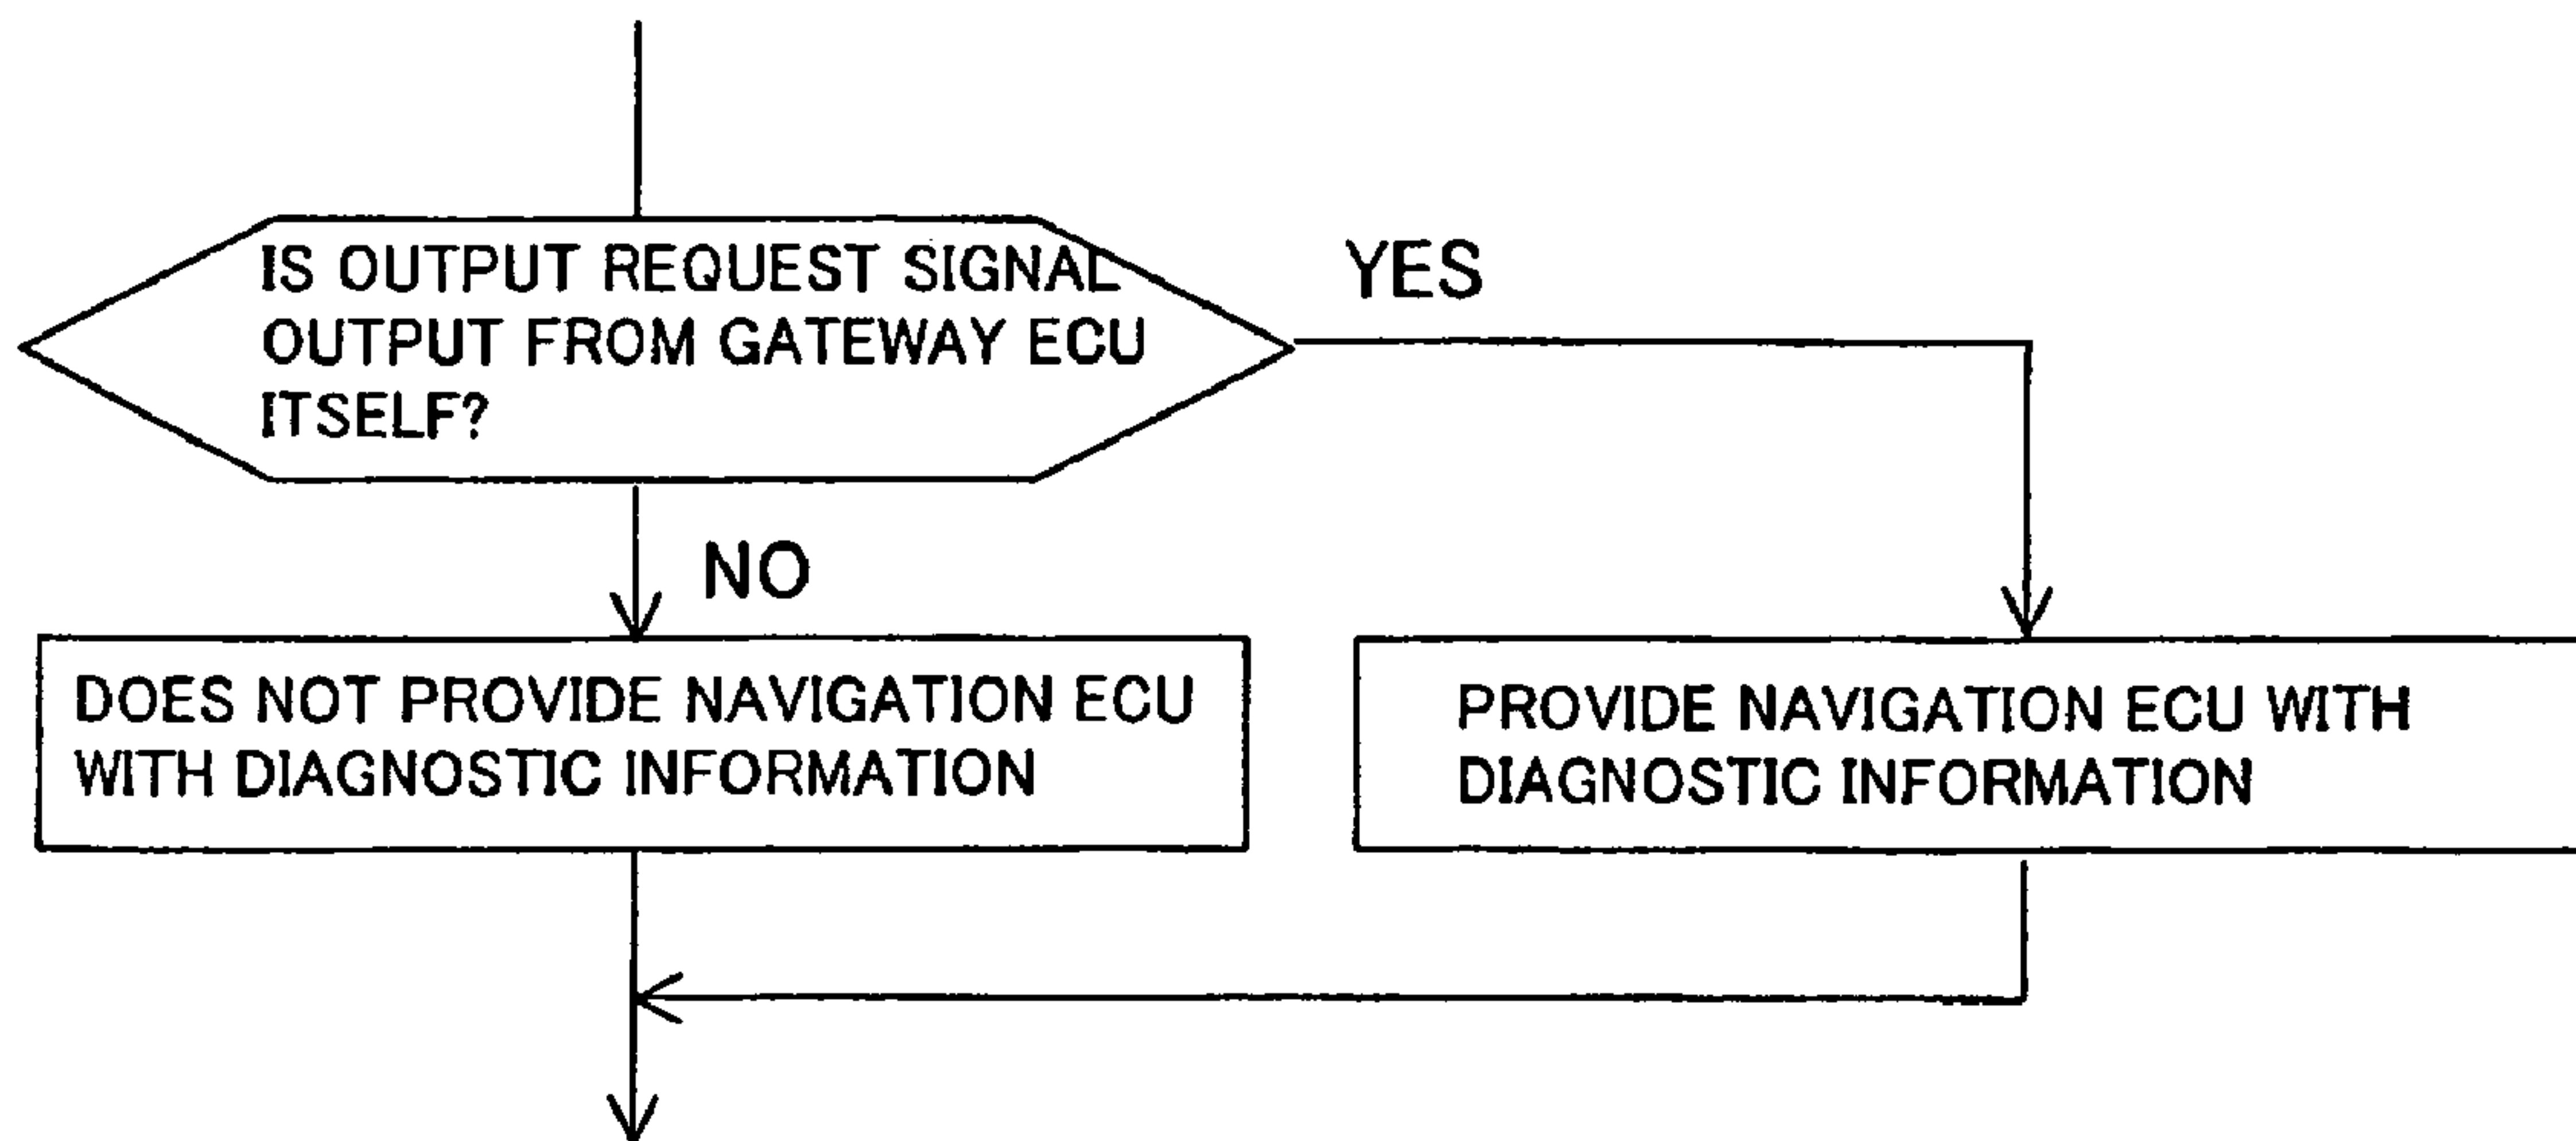 IS OUTPUT REQUEST SIGNAL
OUTPUT FROM GATEWAY ECU
ITSELF?
YES
NO
DOES NOT PROVIDE NAVIGATION ECU
WITH DIAGNOSTIC INFORMATION
PROVIDE NAVIGATION ECU WITH
DIAGNOSTIC INFORMATION